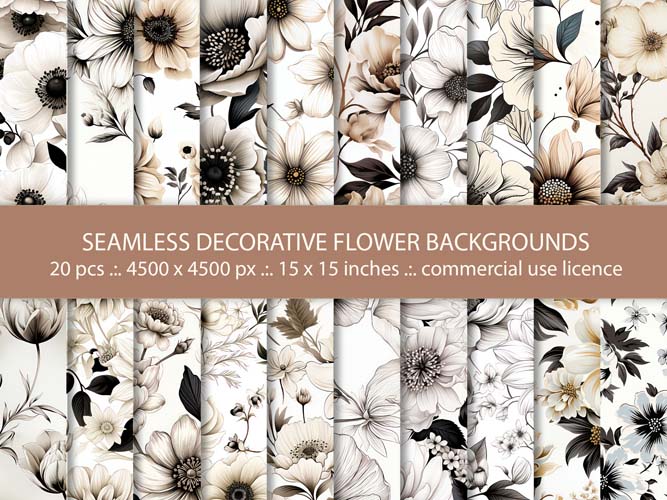 SEAMLESS DECORATIVE FLOWER BACKGROUNDS
20 pcs .:. 4500 x 4500 px .:. 15 x 15 inches .:. commercial use licence